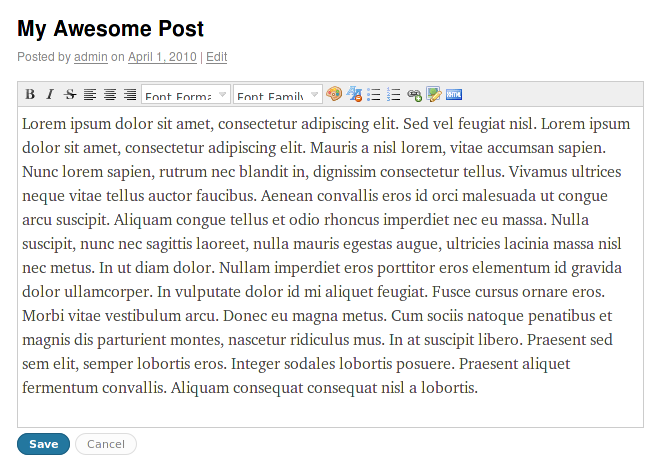 My Awesome Post
Posted by admin on April 1, 2010 | Edit
B I S Font Forma Font Family HTML
Lorem ipsum dolor sit amet, consectetur adipiscing elit. Sed vel feugiat nisl. Lorem ipsum
dolor sit amet, consectetur adipiscing elit. Mauris a nisl lorem, vitae accumsan sapien.
Nunc lorem sapien, rutrum nec blandit in, dignissim consectetur tellus. Vivamus ultrices
neque vitae tellus auctor faucibus. Aenean convallis eros id orci malesuada ut congue
arcu suscipit. Aliquam congue tellus et odio rhoncus imperdiet nec eu massa. Nulla
suscipit, nunc nec sagittis laoreet, nulla mauris egestas augue, ultricies lacinia massa nisl
nec metus. In ut diam dolor. Nullam imperdiet eros porttitor eros elementum id gravida
dolor ullamcorper. In vulputate dolor id mi aliquet feugiat. Fusce cursus ornare eros.
Morbi vitae vestibulum arcu. Donec eu magna metus. Cum sociis natoque penatibus et
magnis dis parturient montes, nascetur ridiculus mus. In at suscipit libero. Praesent sed
sem elit, semper lobortis eros. Integer sodales lobortis posuere. Praesent aliquet
fermentum convallis. Aliquam consequat consequat nisl a lobortis.
Save Cancel